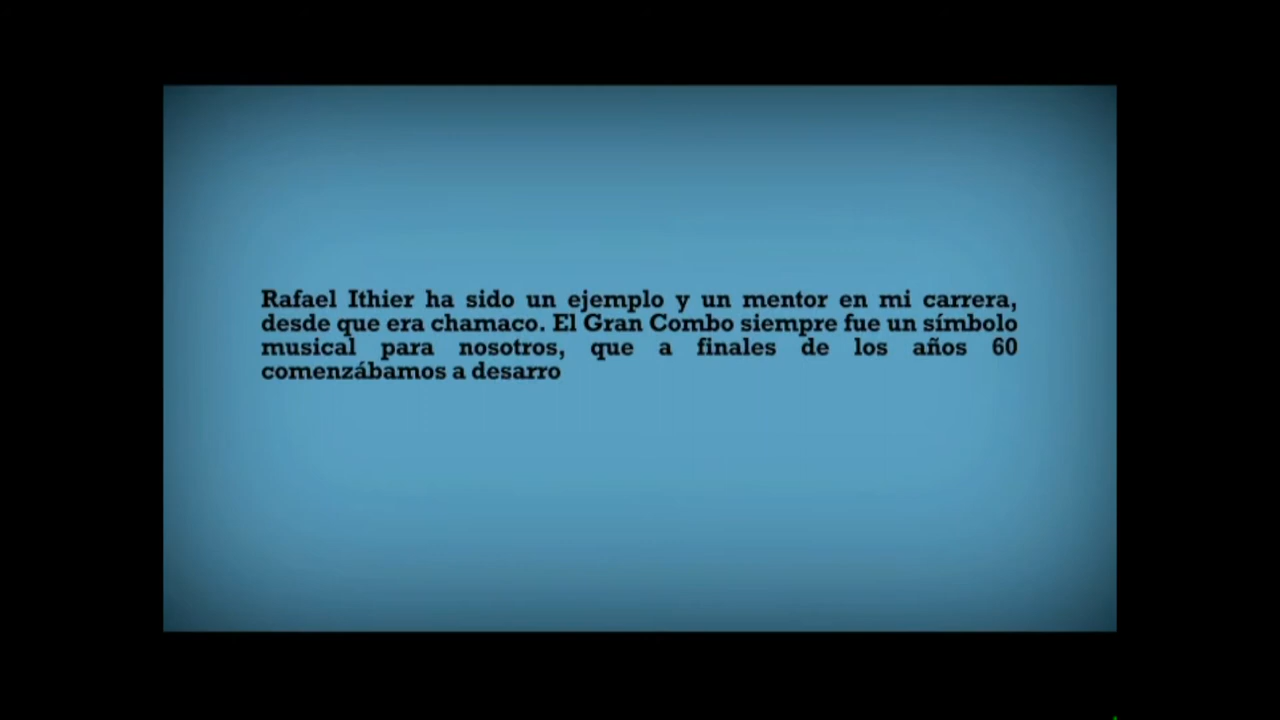 Rafael Ithier ha sido un ejemplo y un mentor en mi carrera,
desde que era chamaco. El Gran Combo siempre fue un símbolo
musical para nosotros, que a finales de los años 60
comenzábamos a desarro